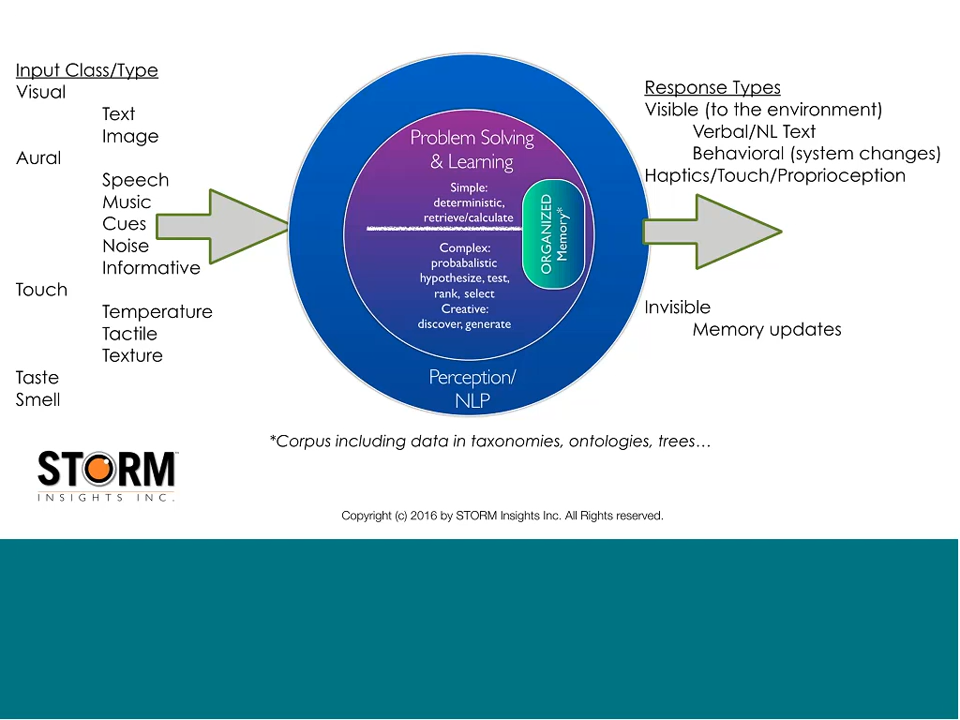 Input Class/Type
Visual
Text
Image
Aural
Speech
Music
Cues
Noise
Informative
Touch
Temperature
Tactile
Texture
Taste
Smell
Problem Solving
& Learning
Simple:
deterministic,
retrieve/calculate
Complex:
probabalistic
hypothesize, test,
rank, select
Creative:
discover, generate
ORGANIZED
Memory*
Perception/
NLP
Response Types
Visible (to the environment)
Verbal/NL Text
Behavioral (system changes)
Haptics/Touch/Proprioception
Invisible
Memory updates
*Corpus including data in taxonomies, ontologies, trees…
STORM
INSIGHTS INC.
Copyright (c) 2016 by STORM Insights Inc. All Rights reserved.